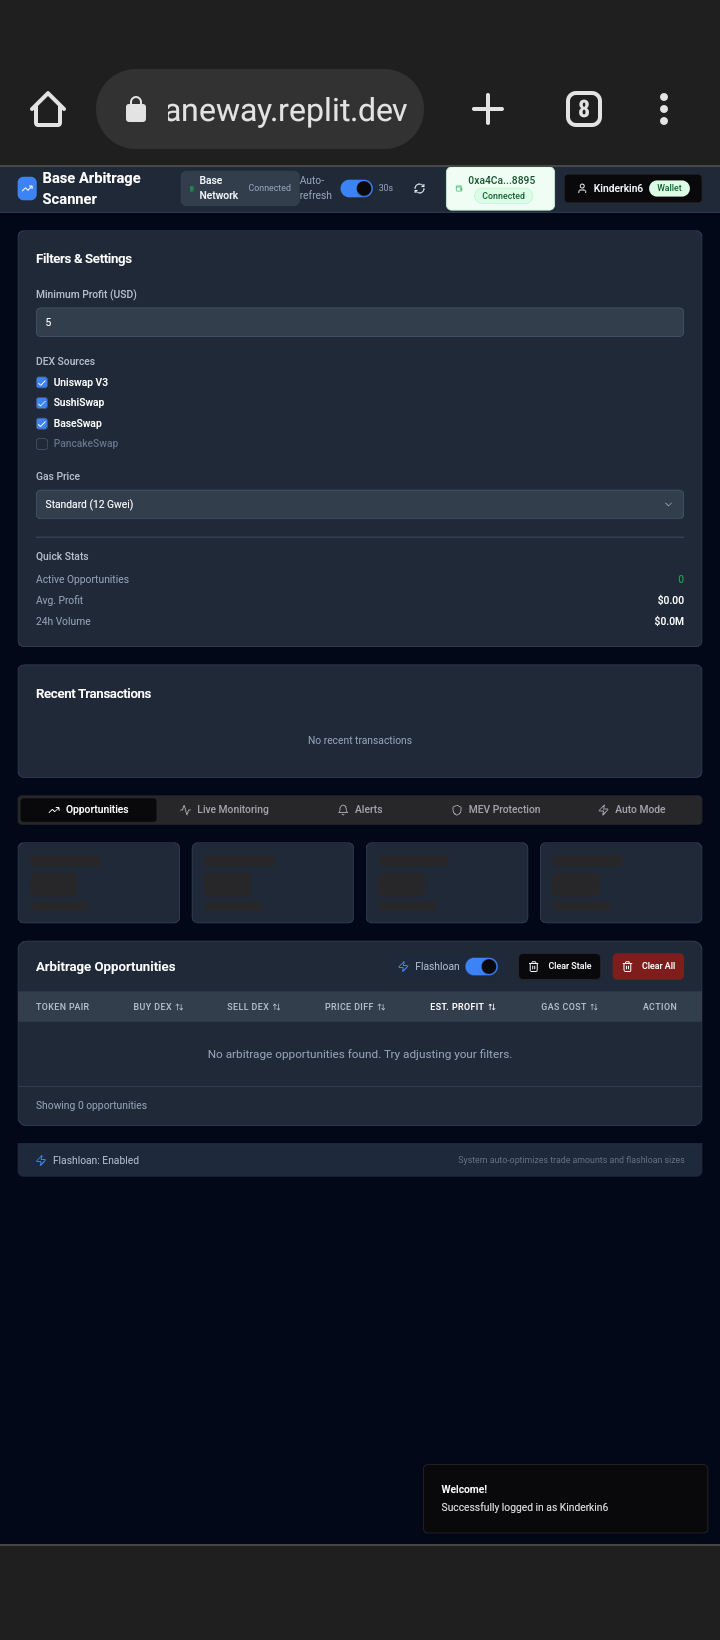 aneway.replit.dev
8
Base Arbitrage
Scanner
Base
Network
Connected
Auto-
refresh
30s
0xa4Ca...8895
Connected
Kinderkin6
Wallet
Filters & Settings
Minimum Profit (USD)
5
DEX Sources
Uniswap V3
SushiSwap
BaseSwap
PancakeSwap
Gas Price
Standard (12 Gwei)
Quick Stats
Active Opportunities 0
Avg. Profit $0.00
24h Volume $0.0M
Recent Transactions
No recent transactions
Opportunities Live Monitoring Alerts MEV Protection Auto Mode
Arbitrage Opportunities Flashloan Clear Stale Clear All
TOKEN PAIR BUY DEX SELL DEX PRICE DIFF EST. PROFIT GAS COST ACTION
No arbitrage opportunities found. Try adjusting your filters.
Showing 0 opportunities
Flashloan: Enabled System auto-optimizes trade amounts and flashloan sizes
Welcome!
Successfully logged in as Kinderkin6